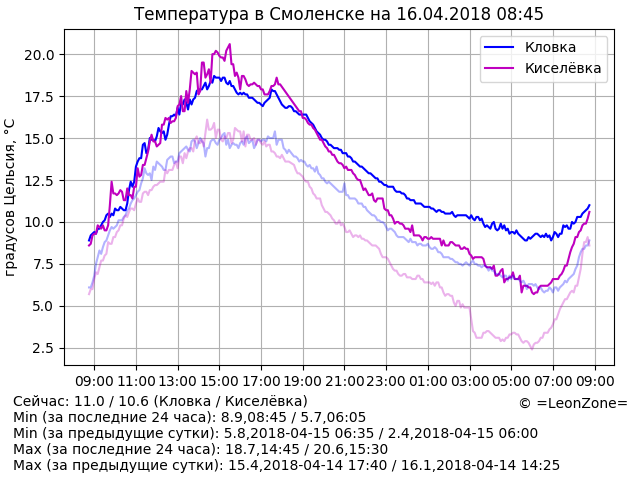 Температура в Смоленске на 16.04.2018 08:45
Кловка
Киселёвка
градусов Цельсия, °C
20.0
17.5
15.0
12.5
10.0
7.5
5.0
2.5
09:00 11:00 13:00 15:00 17:00 19:00 21:00 23:00 01:00 03:00 05:00 07:00 09:00
Сейчас: 11.0 / 10.6 (Кловка / Киселёвка)
© =LeonZone=
Min (за последние 24 часа): 8.9,08:45 / 5.7,06:05
Min (за предыдущие сутки): 5.8,2018-04-15 06:35 / 2.4,2018-04-15 06:00
Max (за последние 24 часа): 18.7,14:45 / 20.6,15:30
Max (за предыдущие сутки): 15.4,2018-04-14 17:40 / 16.1,2018-04-14 14:25